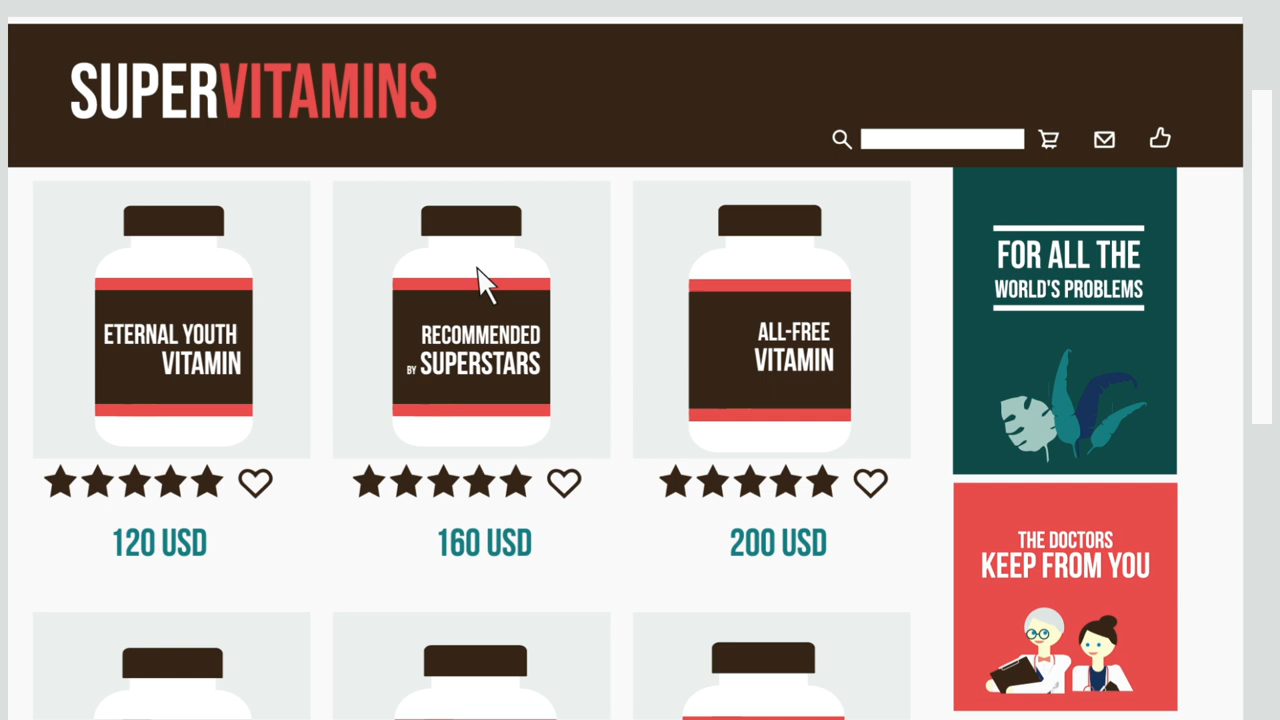 SUPERVITAMINS
ETERNAL YOUTH
VITAMIN
RECOMMENDED
BY SUPERSTARS
ALL-FREE
VITAMIN
120 USD
160 USD
200 USD
FOR ALL THE
WORLD'S PROBLEMS
THE DOCTORS
KEEP FROM YOU